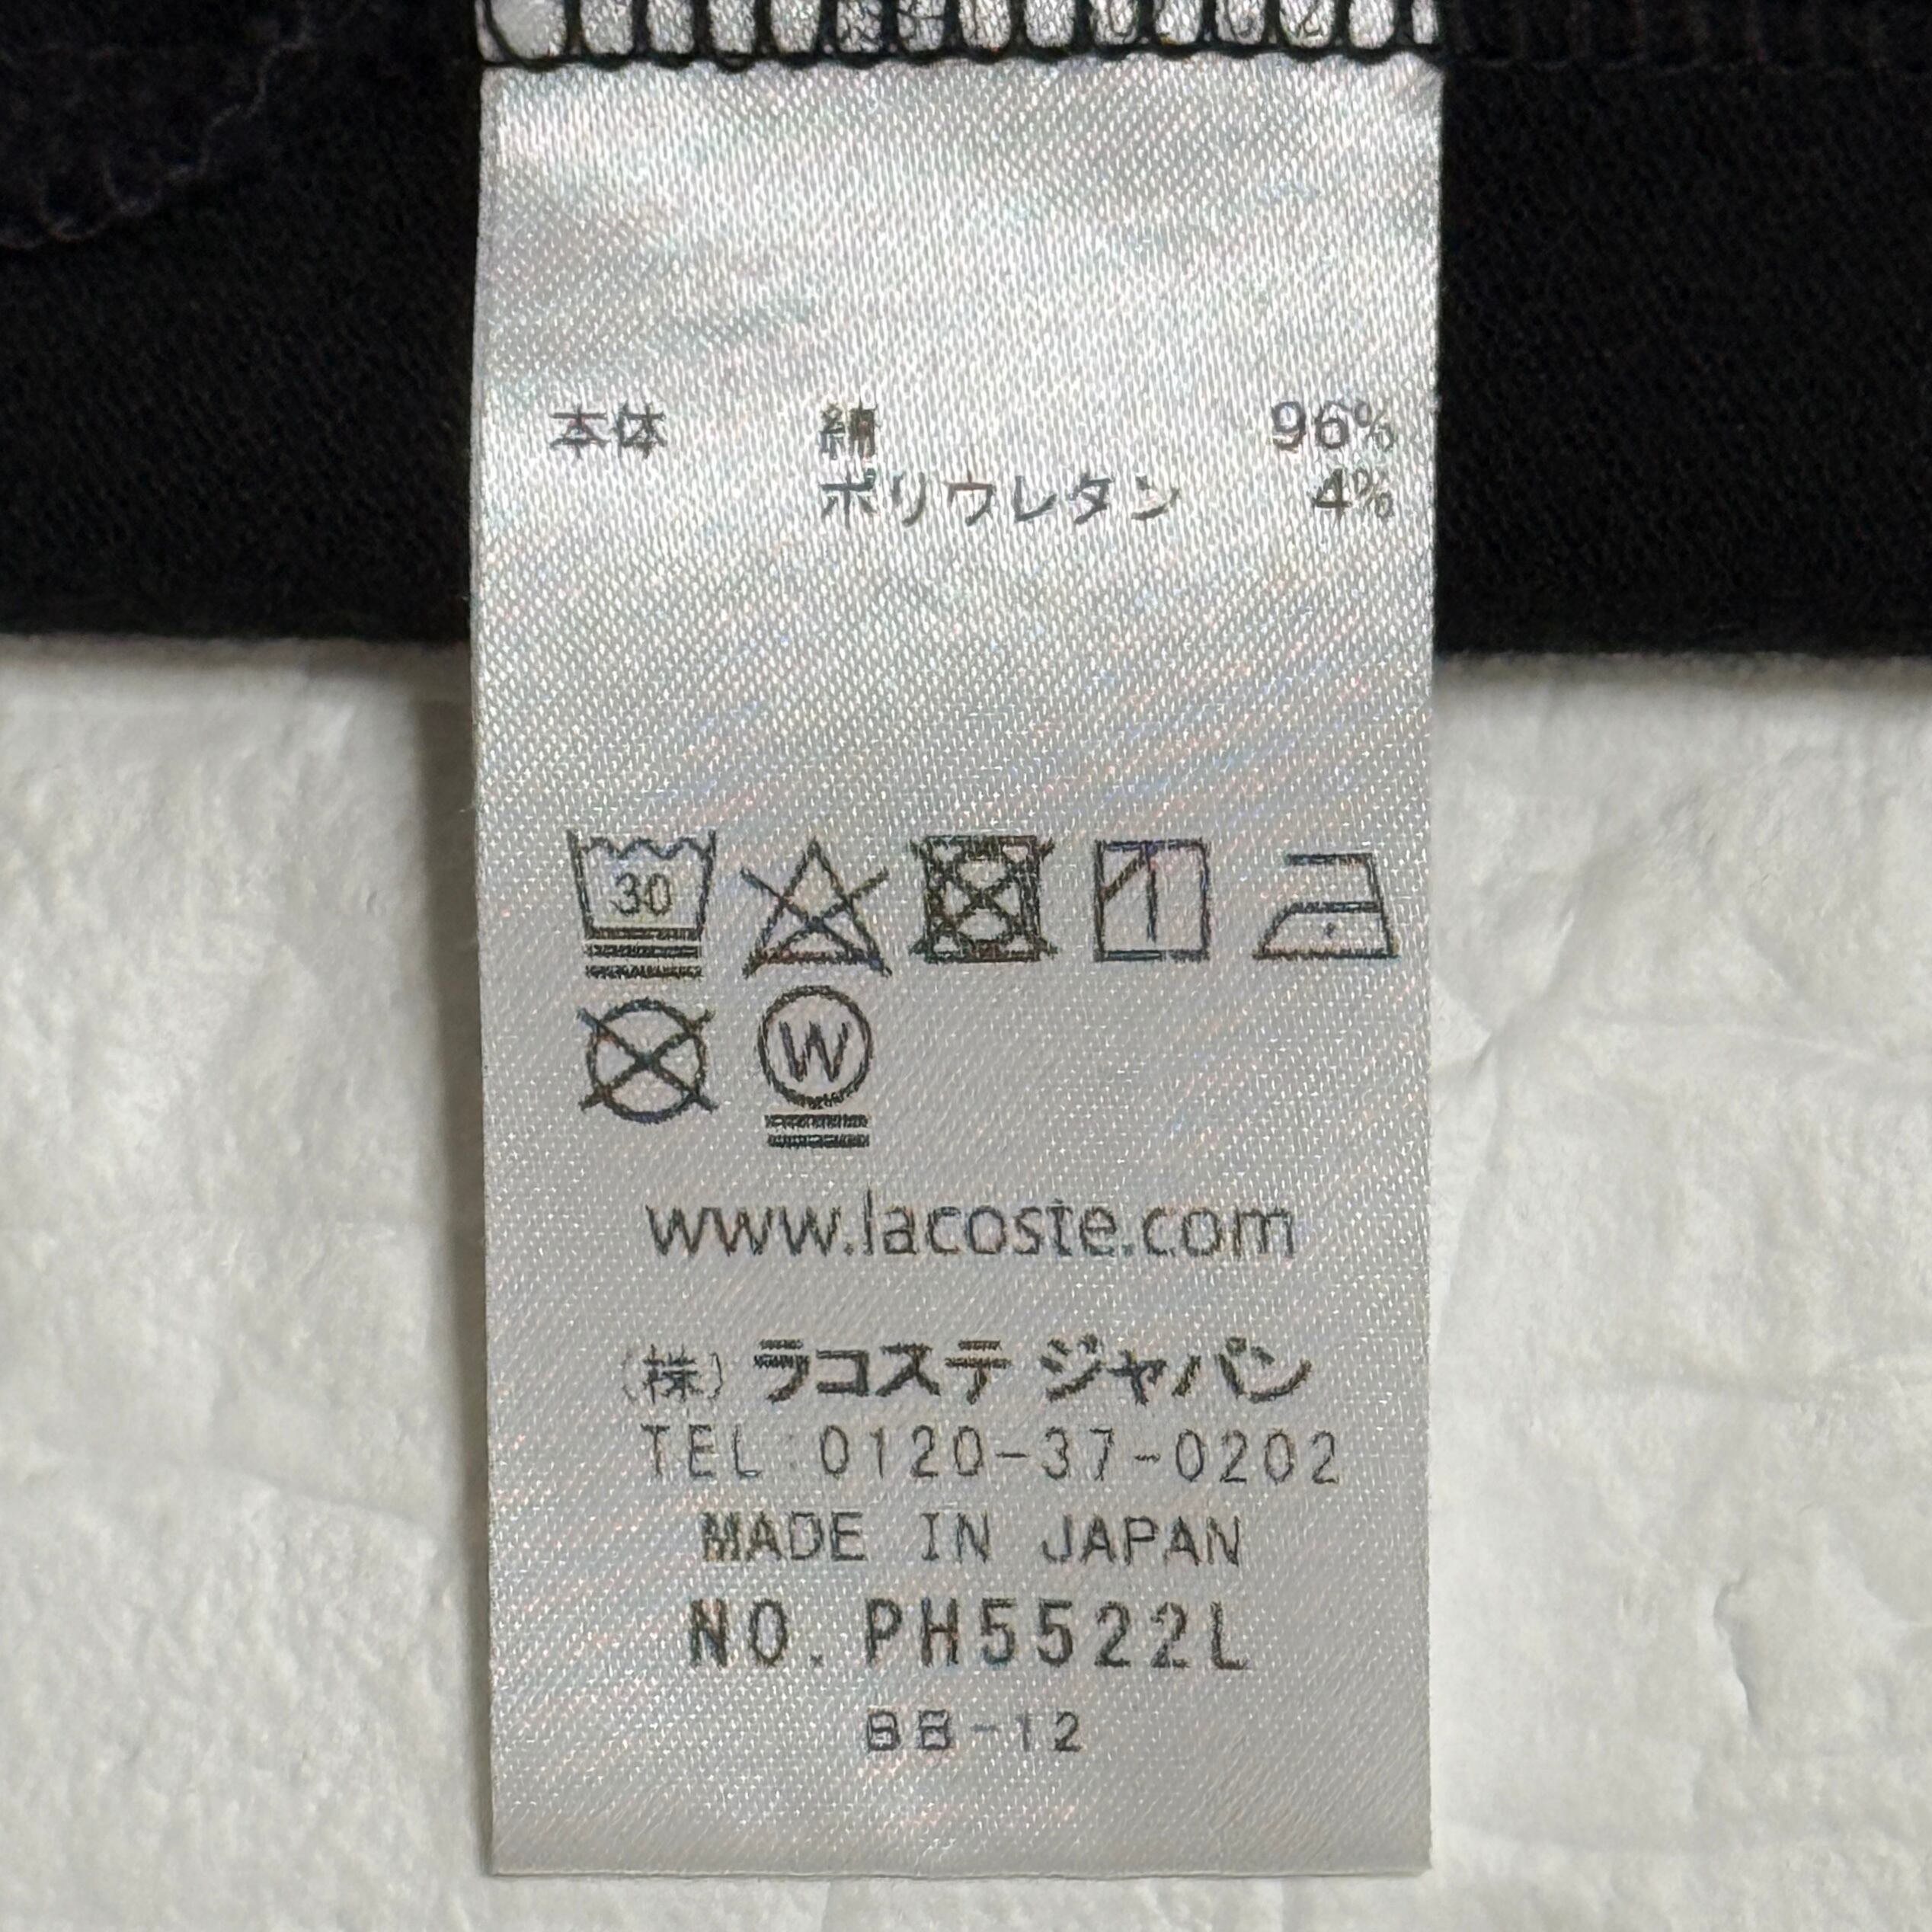 本体 綿 96%
ポリウレタン 4%
30
W
www.lacoste.com
(株) ラコステ ジャパン
TEL:0120-37-0202
MADE IN JAPAN
NO. PH5522L
BB-12